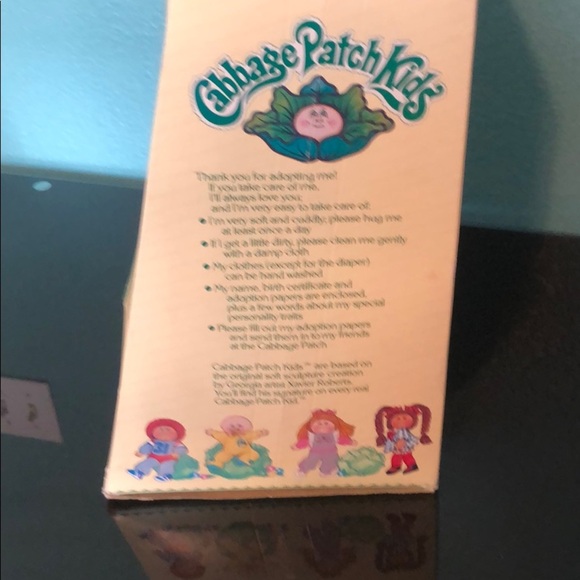 Cabbage Patch Kids
Thank you for adopting me!
If you take care of me,
I'll always love you;
and I'm very easy to take care of:
• I'm very soft and cuddly; please hug me
at least once a day
• If I get a little dirty, please clean me gently
with a damp cloth
• My clothes (except for the diaper)
can be hand washed
• My name, birth certificate and
adoption papers are enclosed,
plus a few words about my special
personality traits
• Please fill out my adoption papers
and send them in to my friends
at the Cabbage Patch
Cabbage Patch Kids™ are based on
the original soft sculpture creation
by Georgia artist Xavier Roberts.
You'll find his signature on every real
Cabbage Patch Kid.™